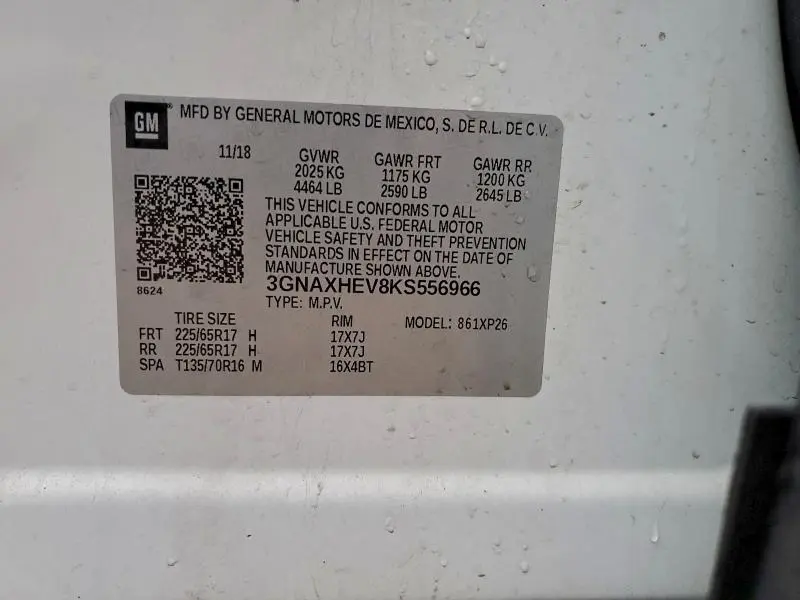 GM® MFD BY GENERAL MOTORS DE MEXICO, S. DE R.L. DE C.V.
11/18 GVWR GAWR FRT GAWR RR
2025 KG 1175 KG 1200 KG
4464 LB 2590 LB 2645 LB
THIS VEHICLE CONFORMS TO ALL
APPLICABLE U.S. FEDERAL MOTOR
VEHICLE SAFETY AND THEFT PREVENTION
STANDARDS IN EFFECT ON THE DATE OF
MANUFACTURE SHOWN ABOVE.
8624 3GNAXHEV8KS556966
TYPE: M.P.V.
TIRE SIZE RIM MODEL: 861XP26
FRT 225/65R17 H 17X7J
RR 225/65R17 H 17X7J
SPA T135/70R16 M 16X4BT